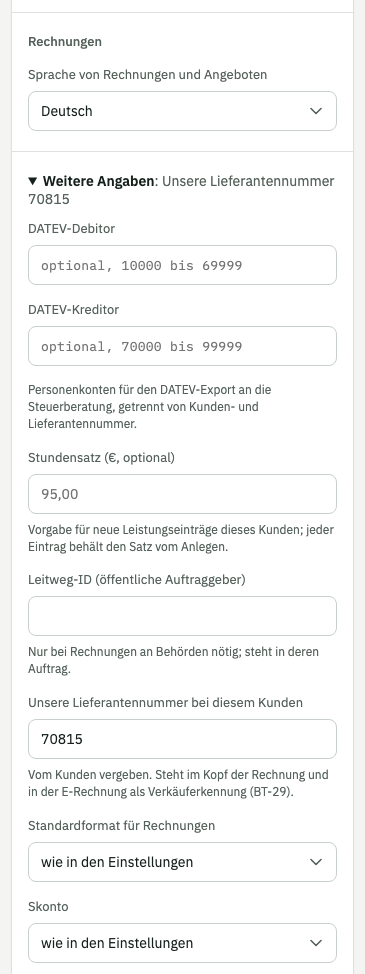 Rechnungen
Sprache von Rechnungen und Angeboten
Deutsch
Weitere Angaben: Unsere Lieferantennummer
70815
DATEV-Debitor
optional, 10000 bis 69999
DATEV-Kreditor
optional, 70000 bis 99999
Personenkonten für den DATEV-Export an die
Steuerberatung, getrennt von Kunden- und
Lieferantennummer.
Stundensatz (€, optional)
95,00
Vorgabe für neue Leistungseinträge dieses Kunden; jeder
Eintrag behält den Satz vom Anlegen.
Leitweg-ID (öffentliche Auftraggeber)
Nur bei Rechnungen an Behörden nötig; steht in deren
Auftrag.
Unsere Lieferantennummer bei diesem Kunden
70815
Vom Kunden vergeben. Steht im Kopf der Rechnung und
in der E-Rechnung als Verkäuferkennung (BT-29).
Standardformat für Rechnungen
wie in den Einstellungen
Skonto
wie in den Einstellungen